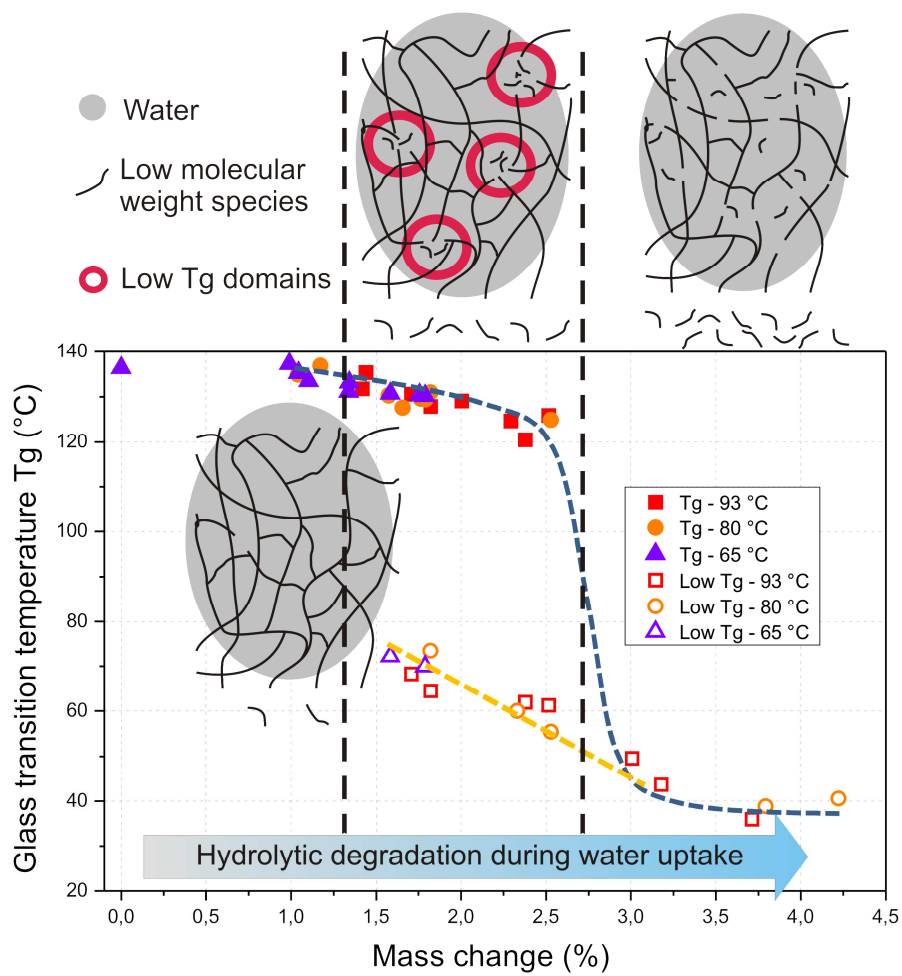 Water
Low molecular
weight species
Low Tg domains
140
120
100
80
60
40
20
Glass transition temperature Tg (°C)
Tg - 93 °C
Tg - 80 °C
Tg - 65 °C
Low Tg - 93 °C
Low Tg - 80 °C
Low Tg - 65 °C
Hydrolytic degradation during water uptake
0,0 0,5 1,0 1,5 2,0 2,5 3,0 3,5 4,0 4,5
Mass change (%)